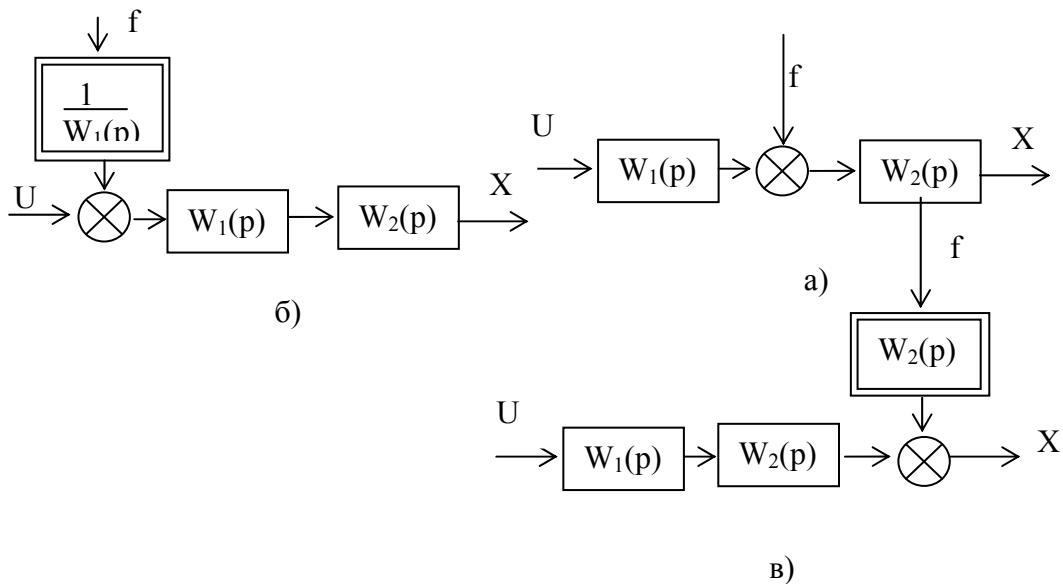 f
1
W₁(p)
U
W₁(p)
W₂(p)
X
б)
f
U
W₁(p)
W₂(p)
X
а)
f
W₂(p)
U
W₁(p)
W₂(p)
X
в)